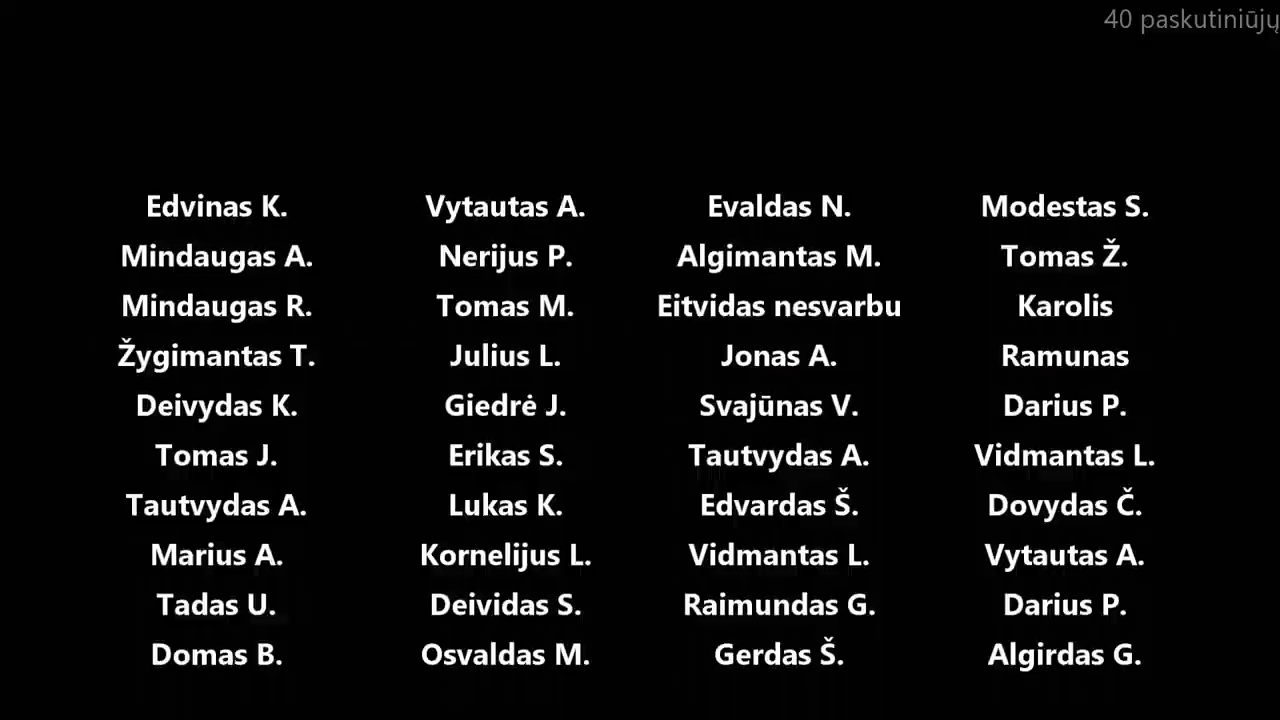 40 paskutiniūjų
Edvinas K. Vytautas A. Evaldas N. Modestas S.
Mindaugas A. Nerijus P. Algimantas M. Tomas Ž.
Mindaugas R. Tomas M. Eitvidas nesvarbu Karolis
Žygimantas T. Julius L. Jonas A. Ramunas
Deivydas K. Giedrė J. Svajūnas V. Darius P.
Tomas J. Erikas S. Tautvydas A. Vidmantas L.
Tautvydas A. Lukas K. Edvardas Š. Dovydas Č.
Marius A. Kornelijus L. Vidmantas L. Vytautas A.
Tadas U. Deividas S. Raimundas G. Darius P.
Domas B. Osvaldas M. Gerdas Š. Algirdas G.